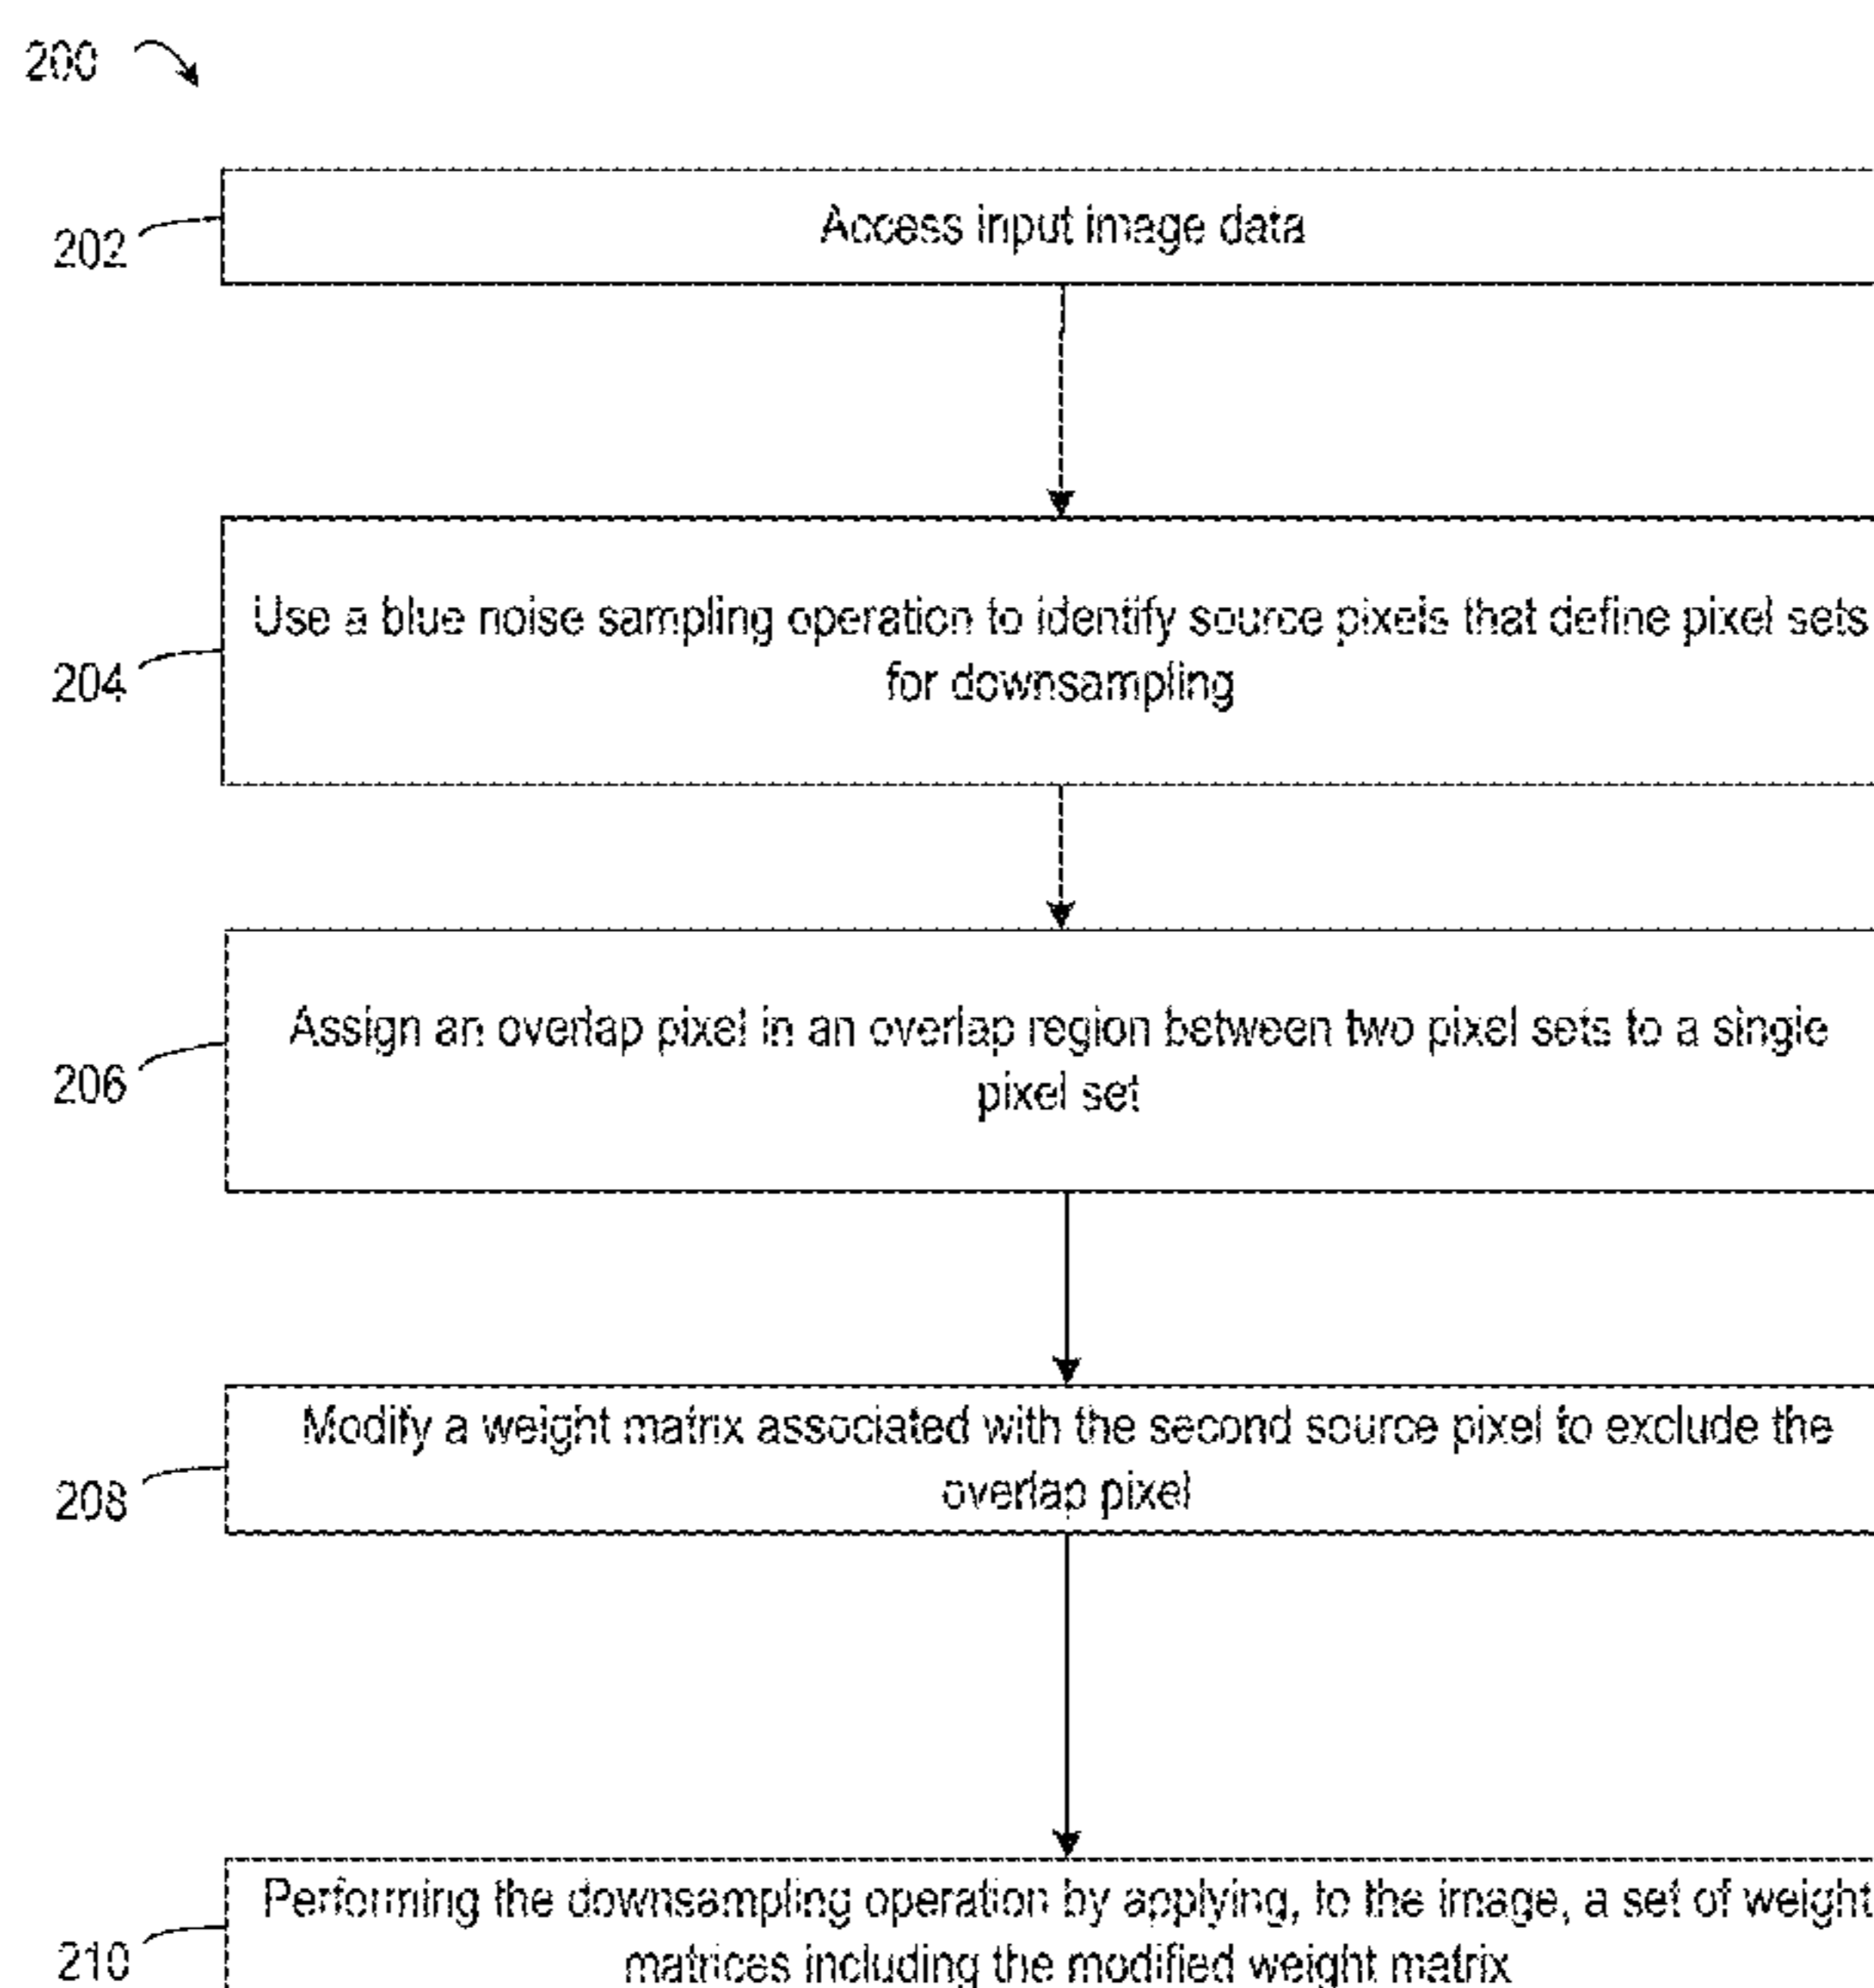 200
202
Access input image data
204
Use a blue noise sampling operation to identify source pixels that define pixel sets
for downsampling
206
Assign an overlap pixel in an overlap region between two pixel sets to a single
pixel set
208
Modify a weight matrix associated with the second source pixel to exclude the
overlap pixel
210
Performing the downsampling operation by applying, to the image, a set of weight
matrices including the modified weight matrix